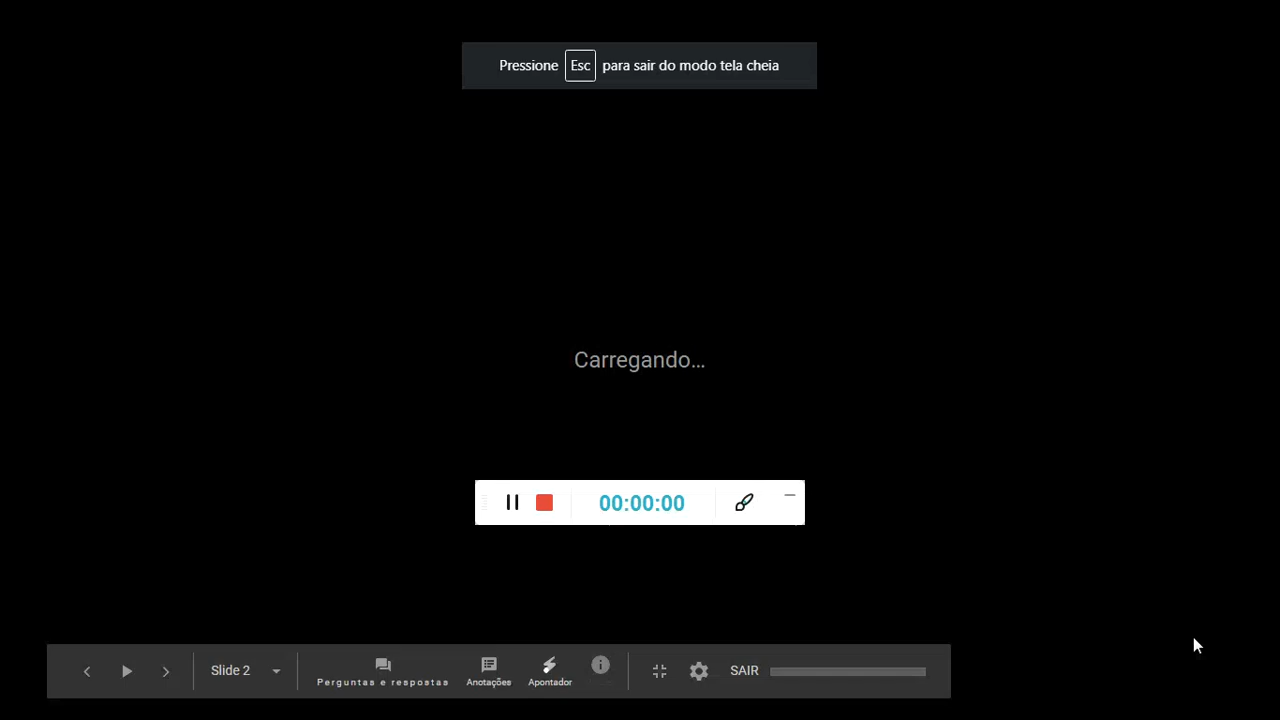 Pressione Esc para sair do modo tela cheia
Carregando...
00:00:00
Slide 2
Perguntas e respostas
Anotações
Apontador
SAIR